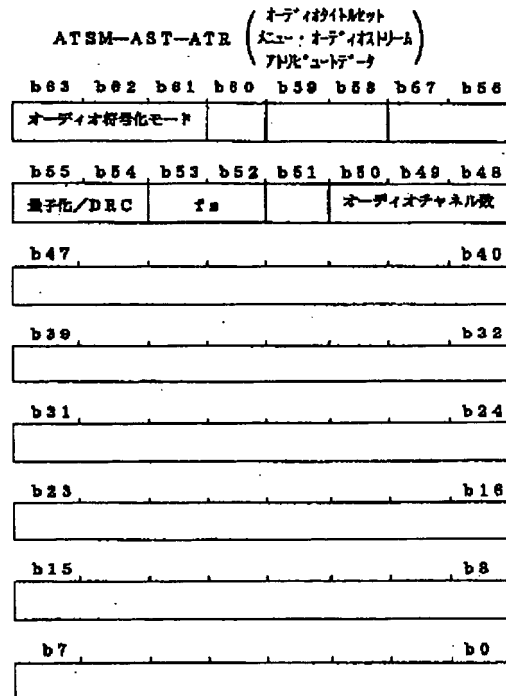 オーディオタイトルセット
ATSM—AST—ATR メニュー・オーディオストリーム
アトリビュートデータ
b63 b62 b61 b60 b59 b58 b57 b56
オーディオ符号化モード
b55 b54 b53 b52 b51 b50 b49 b48
量子化/DRC fs オーディオチャネル数
b47 b40
b39 b32
b31 b24
b23 b16
b15 b8
b7 b0